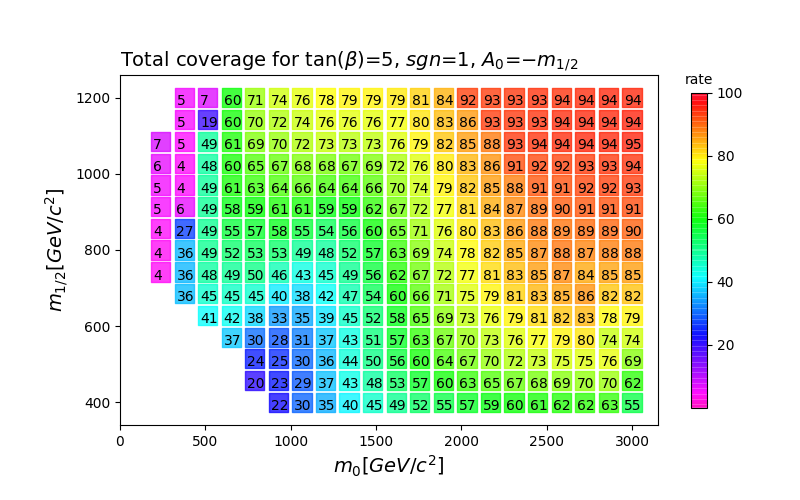 Total coverage for tan(β)=5, sgn=1, A₀=−m₁/₂
rate
1200 5 7 60 71 74 76 78 79 79 79 81 84 92 93 93 93 94 94 94 94 100
5 19 60 70 72 74 76 76 76 77 80 83 86 93 93 93 94 94 94 94
7 5 49 61 69 70 72 73 73 73 76 79 82 85 88 93 94 94 94 94 95
1000 6 4 48 60 65 67 68 68 67 69 72 76 80 83 86 91 92 92 93 93 94 80
5 4 49 61 63 64 66 64 64 66 70 74 79 82 85 88 91 91 92 92 93
5 6 49 58 59 61 61 59 59 62 67 72 77 81 84 87 89 90 91 91 91
800 4 27 49 55 57 58 55 54 56 60 65 71 76 80 83 86 88 89 89 89 90 60
4 36 49 52 53 53 49 48 52 57 63 69 74 78 82 85 87 88 87 88 88
4 36 48 49 50 46 43 45 49 56 62 67 72 77 81 83 85 87 84 85 85
36 45 45 45 40 38 42 47 54 60 66 71 75 79 81 83 85 86 82 82 40
600 41 42 38 33 35 39 45 52 58 65 69 73 76 79 81 82 83 78 79
37 30 28 31 37 43 51 57 63 67 70 73 76 77 79 80 74 74
24 25 30 36 44 50 56 60 64 67 70 72 73 75 75 76 69 20
20 23 29 37 43 48 53 57 60 63 65 67 68 69 70 70 62
400 22 30 35 40 45 49 52 55 57 59 60 61 62 62 63 55
m₁/₂[GeV/c²]
0 500 1000 1500 2000 2500 3000
m₀[GeV/c²]